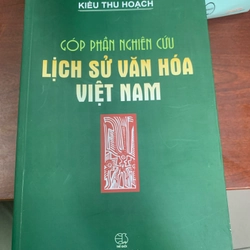 KIỀU THU HOẠCH
GÓP PHẦN NGHIÊN CỨU
LỊCH SỬ VĂN HÓA
VIỆT NAM